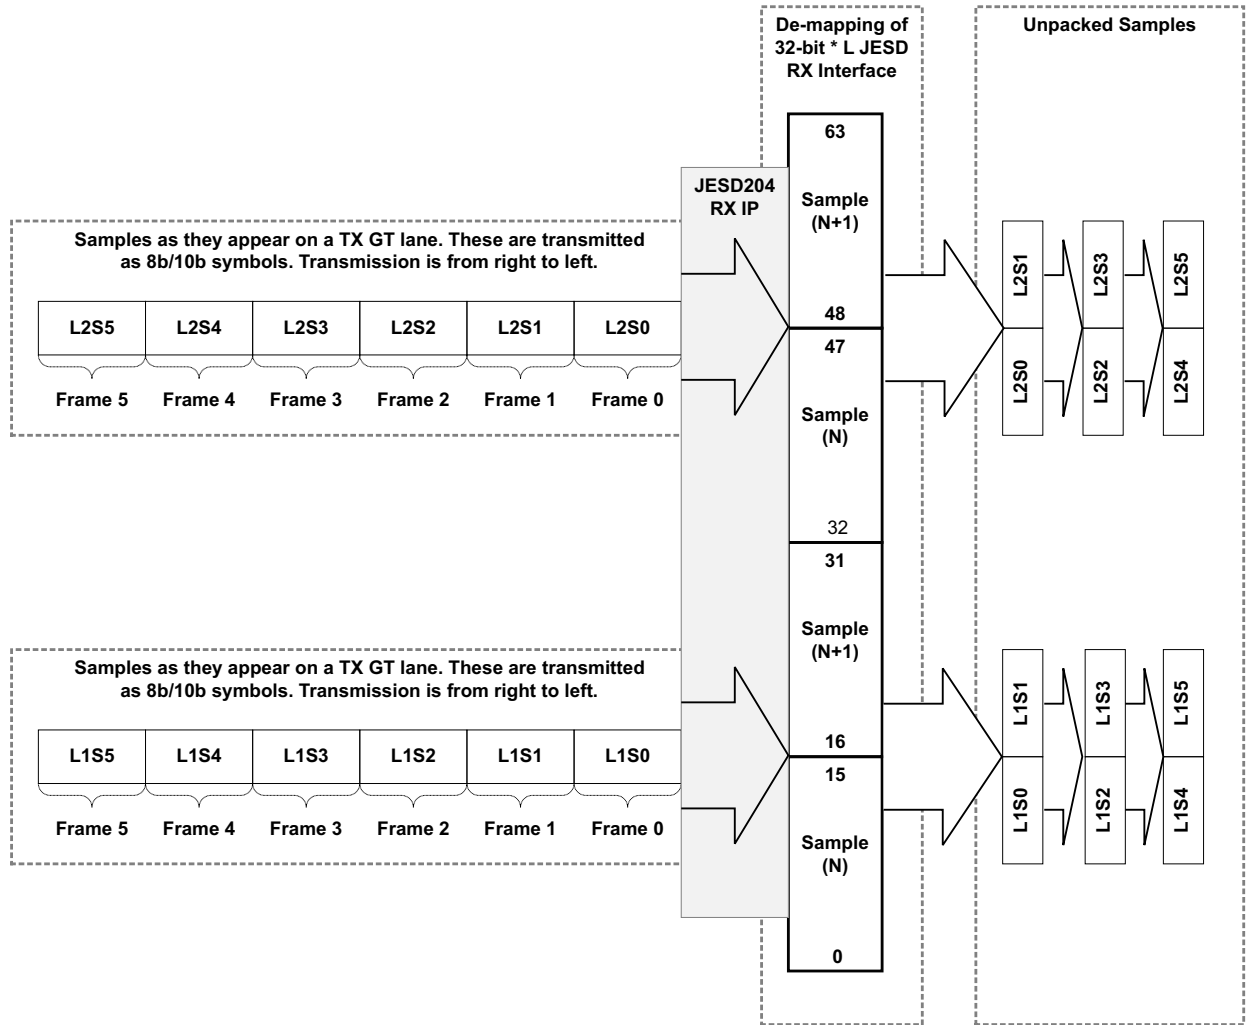 De-mapping of
32-bit * L JESD
RX Interface
Unpacked Samples
JESD204
RX IP
Samples as they appear on a TX GT lane. These are transmitted
as 8b/10b symbols. Transmission is from right to left.
L2S5 L2S4 L2S3 L2S2 L2S1 L2S0
Frame 5 Frame 4 Frame 3 Frame 2 Frame 1 Frame 0
63
Sample
(N+1)
48
47
Sample
(N)
32
L2S1 L2S3 L2S5
L2S0 L2S2 L2S4
Samples as they appear on a TX GT lane. These are transmitted
as 8b/10b symbols. Transmission is from right to left.
L1S5 L1S4 L1S3 L1S2 L1S1 L1S0
Frame 5 Frame 4 Frame 3 Frame 2 Frame 1 Frame 0
31
Sample
(N+1)
16
15
Sample
(N)
0
L1S1 L1S3 L1S5
L1S0 L1S2 L1S4